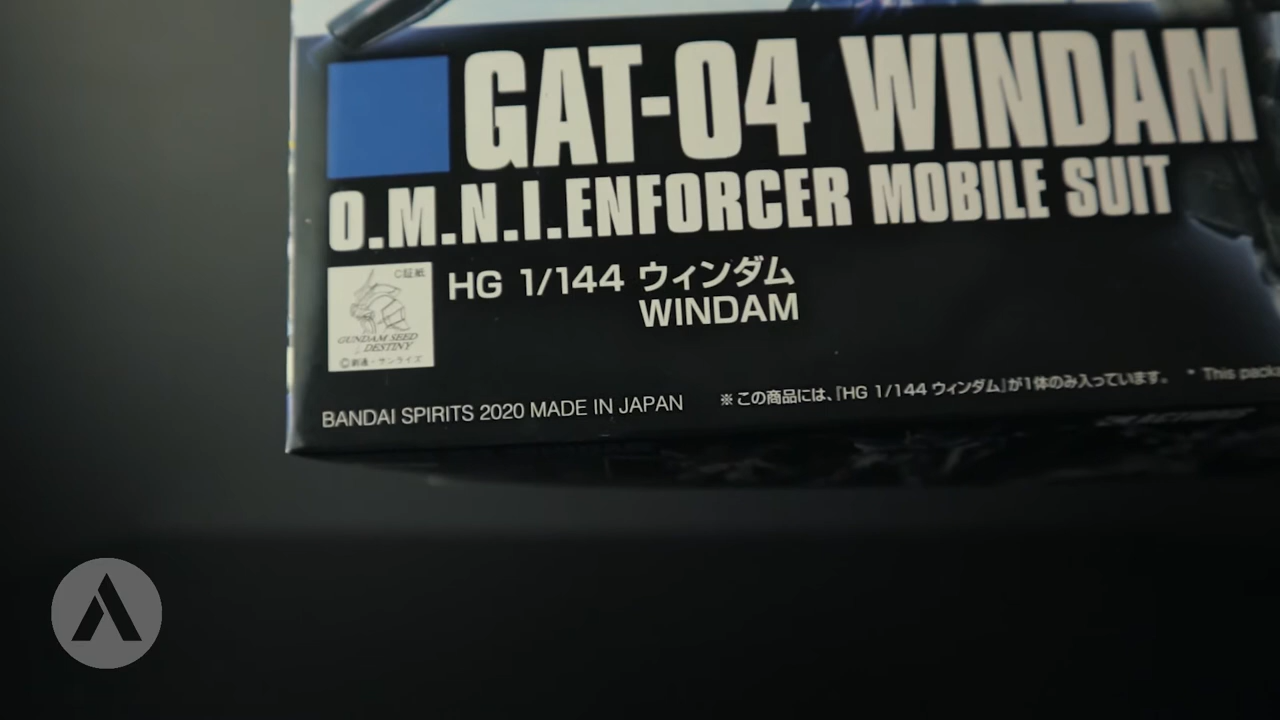 GAT-04 WINDAM
O.M.N.I.ENFORCER MOBILE SUIT
C証紙
GUNDAM SEED
DESTINY
©創通・サンライズ
HG 1/144 ウィンダム
WINDAM
BANDAI SPIRITS 2020 MADE IN JAPAN
※この商品には、『HG 1/144 ウィンダム』が1体のみ入っています。 * This packa